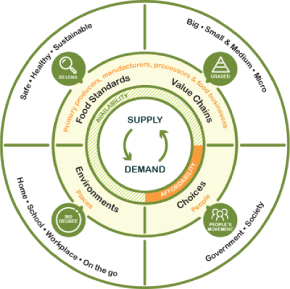 Safe • Healthy • Sustainable
Big • Small & Medium • Micro
GRADED
Primary producers, manufacturers, processors & food businesses
Food Standards
Value Chains
AVAILABILITY
SUPPLY
DEMAND
AFFORDABILITY
Environments
Places
Choices
People
360
DEGREE
PEOPLE'S
MOVEMENT
Home • School • Workplace • On the go
Government • Society